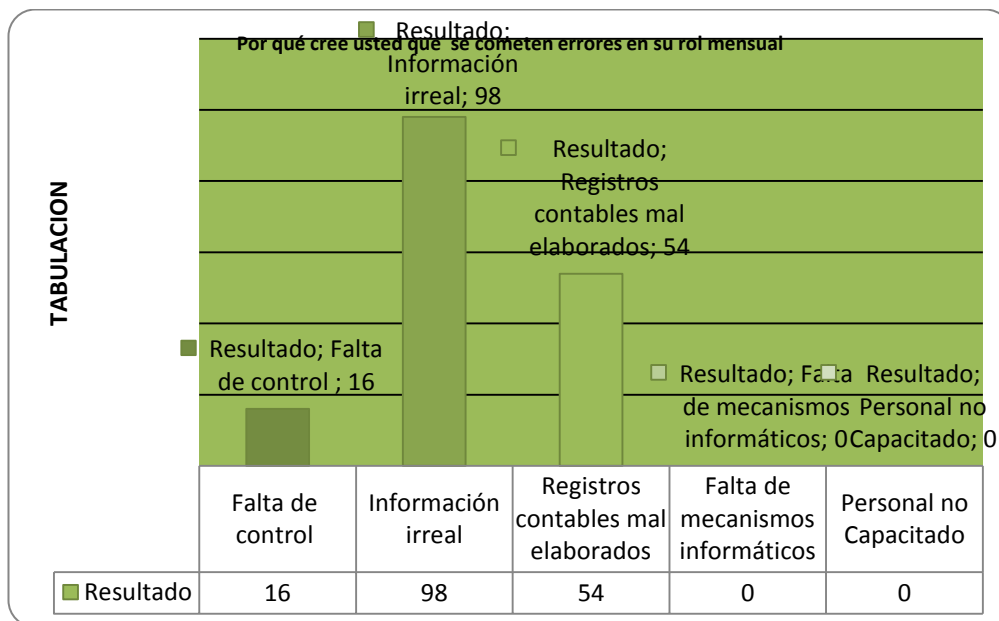 Por qué cree usted que se cometen errores en su rol mensual
TABULACION
Resultado;
Información
irreal; 98
Resultado;
Registros
contables mal
elaborados; 54
Resultado; Falta
de control ; 16
Resultado; Falta
de mecanismos
informáticos; 0
Resultado;
Personal no
Capacitado; 0
Falta de
control
Información
irreal
Registros
contables mal
elaborados
Falta de
mecanismos
informáticos
Personal no
Capacitado
Resultado 16 98 54 0 0